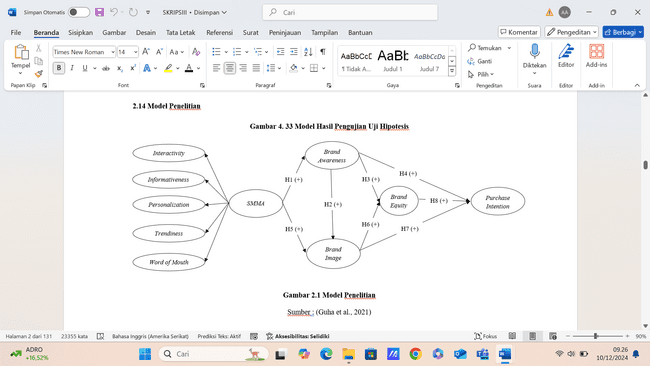 Simpan Otomatis
SKRIPSIII • Disimpan
Cari
AA
File Beranda Sisipkan Gambar Desain Tata Letak Referensi Surat Peninjauan Tampilan Bantuan
Komentar Pengeditan Berbagi
Tempel
Times New Roman 14
B I U ab x₂ x²
AaBbCcD AaBb AaBbCcDa
¶ Tidak A... Judul 1 Judul 7
Temukan
Ganti
Pilih
Diktekan
Editor
Add-ins
Papan Klip Font Paragraf Gaya Pengeditan Suara Editor Add-in
2.14 Model Penelitian
Gambar 4. 33 Model Hasil Pengujian Uji Hipotesis
Interactivity
Informativeness
Personalization
Trendiness
Word of Mouth
SMMA
H1 (+)
H5 (+)
Brand
Awareness
H2 (+)
Brand
Image
H3 (+)
H4 (+)
H6 (+)
H7 (+)
Brand
Equity
H8 (+)
Purchase
Intention
Gambar 2.1 Model Penelitian
Sumber : (Guha et al., 2021)
Halaman 2 dari 131 23355 kata Bahasa Inggris (Amerika Serikat) Prediksi Teks: Aktif Aksesibilitas: Selidiki Fokus 90%
ADRO
+16,52%
Cari
09.26
10/12/2024